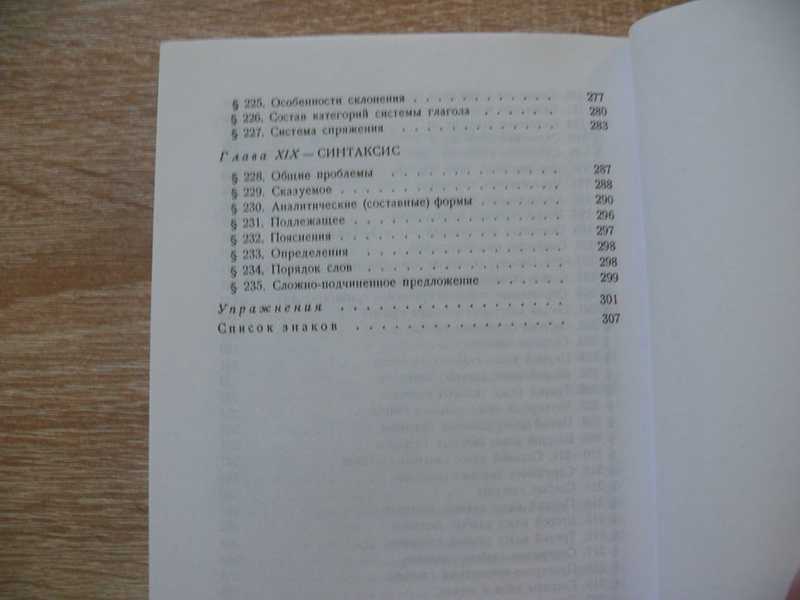 § 225. Особенности склонения . . . . . . . . . . . . 277
§ 226. Состав категорий системы глагола . . . . . . 280
§ 227. Система спряжения . . . . . . . . . . . . . 283
Глава XIX — СИНТАКСИС
§ 228. Общие проблемы . . . . . . . . . . . . . 287
§ 229. Сказуемое . . . . . . . . . . . . . . . . 288
§ 230. Аналитические (составные) формы . . . . . . 290
§ 231. Подлежащее . . . . . . . . . . . . . . . 296
§ 232. Пояснения . . . . . . . . . . . . . . . . 297
§ 233. Определения . . . . . . . . . . . . . . . 298
§ 234. Порядок слов . . . . . . . . . . . . . . 298
§ 235. Сложно-подчиненное предложение . . . . . . 299
Упражнения . . . . . . . . . . . . . . . . . 301
Список знаков . . . . . . . . . . . . . . . . 307